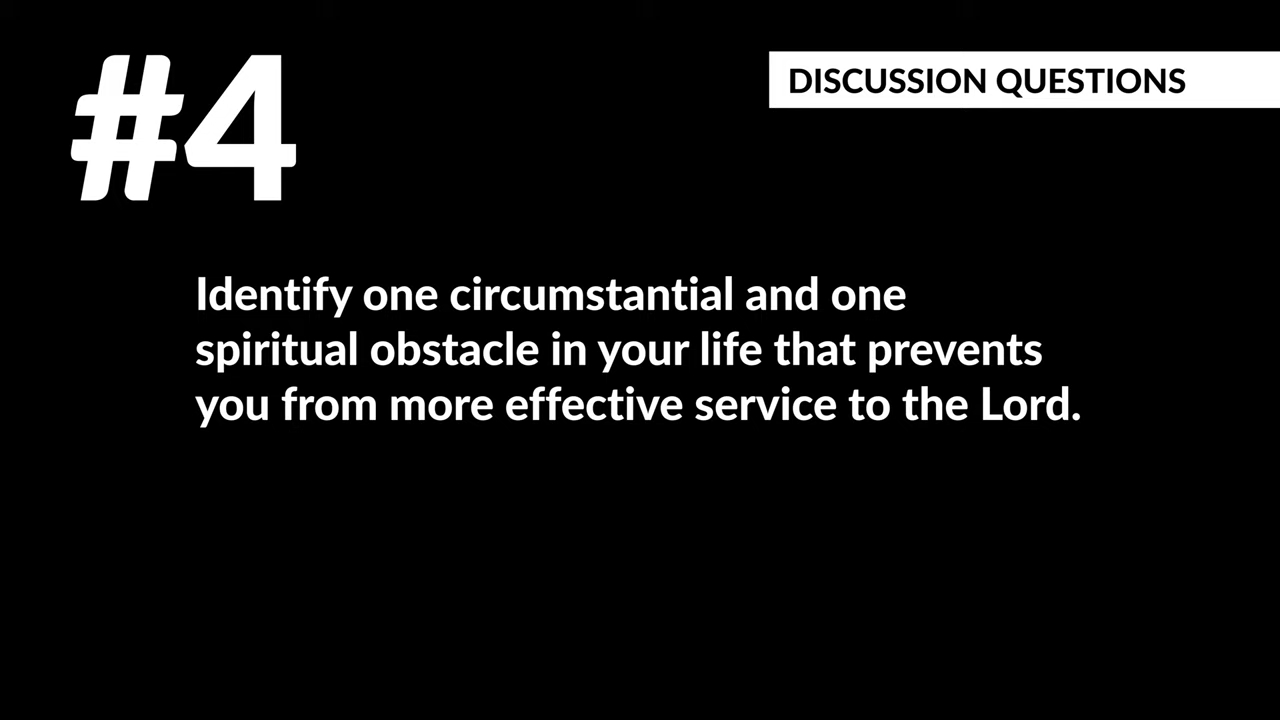 #4
DISCUSSION QUESTIONS
Identify one circumstantial and one
spiritual obstacle in your life that prevents
you from more effective service to the Lord.